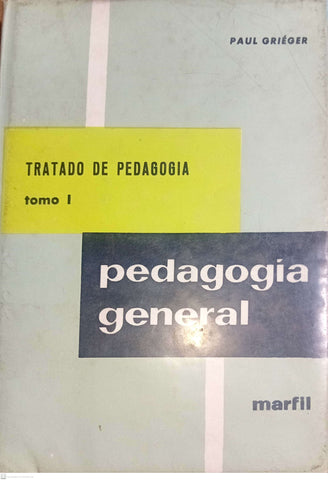 PAUL GRIÉGER
TRATADO DE PEDAGOGIA
tomo I
pedagogía
general
marfil